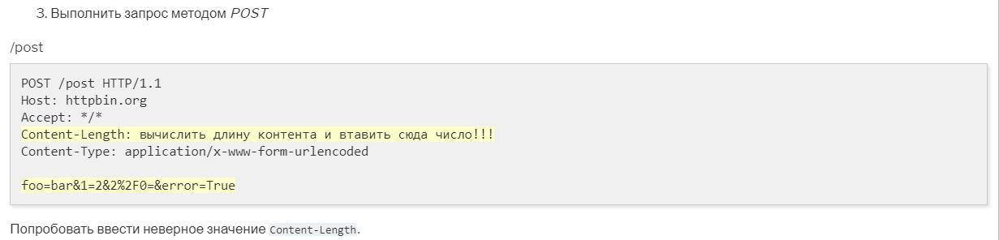 3. Выполнить запрос методом POST
/post
POST /post HTTP/1.1
Host: httpbin.org
Accept: */*
Content-Length: вычислить длину контента и втавить сюда число!!!
Content-Type: application/x-www-form-urlencoded
foo=bar&1=2&2%2F0=&error=True
Попробовать ввести неверное значение Content-Length.